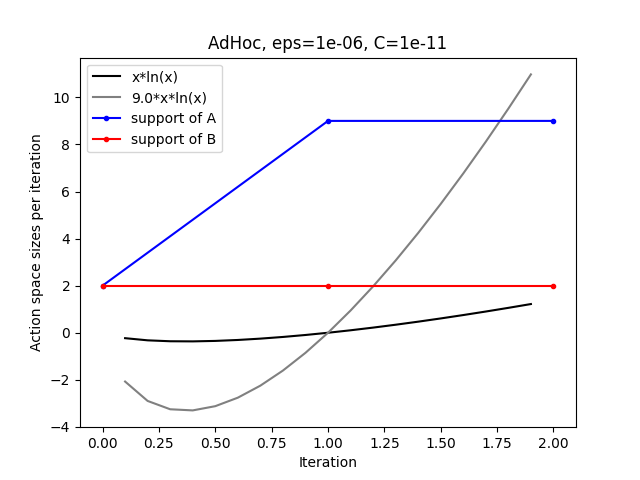 AdHoc, eps=1e-06, C=1e-11
x*ln(x)
9.0*x*ln(x)
support of A
support of B
Action space sizes per iteration
10
8
6
4
2
0
−2
−4
0.00 0.25 0.50 0.75 1.00 1.25 1.50 1.75 2.00
Iteration